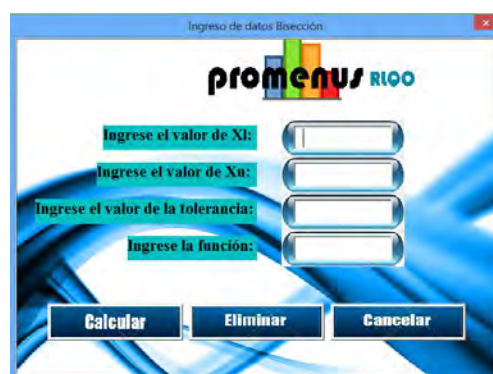 Ingreso de datos Bisección
promenus RLQO
Ingrese el valor de Xl:
Ingrese el valor de Xu:
Ingrese el valor de la tolerancia:
Ingrese la función:
Calcular Eliminar Cancelar